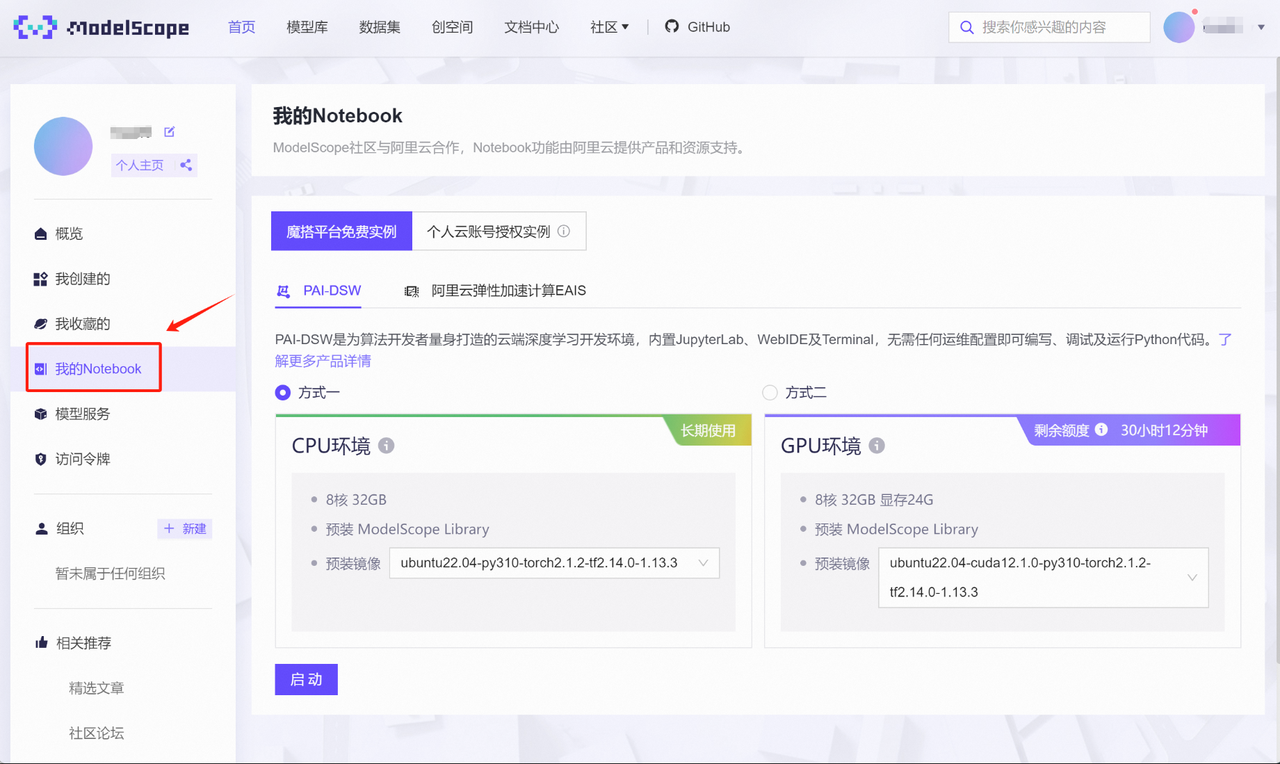 ModelScope 首页 模型库 数据集 创空间 文档中心 社区 GitHub 搜索你感兴趣的内容
个人主页
概览
我创建的
我收藏的
我的Notebook
模型服务
访问令牌
组织 + 新建
暂未属于任何组织
相关推荐
精选文章
社区论坛
我的Notebook
ModelScope社区与阿里云合作，Notebook功能由阿里云提供产品和资源支持。
魔搭平台免费实例 个人云账号授权实例
PAI-DSW 阿里云弹性加速计算EAIS
PAI-DSW是为算法开发者量身打造的云端深度学习开发环境，内置JupyterLab、WebIDE及Terminal，无需任何运维配置即可编写、调试及运行Python代码。了
解更多产品详情
方式一
长期使用
CPU环境
8核 32GB
预装 ModelScope Library
预装镜像 ubuntu22.04-py310-torch2.1.2-tf2.14.0-1.13.3
方式二
剩余额度 30小时12分钟
GPU环境
8核 32GB 显存24G
预装 ModelScope Library
预装镜像 ubuntu22.04-cuda12.1.0-py310-torch2.1.2-
tf2.14.0-1.13.3
启动